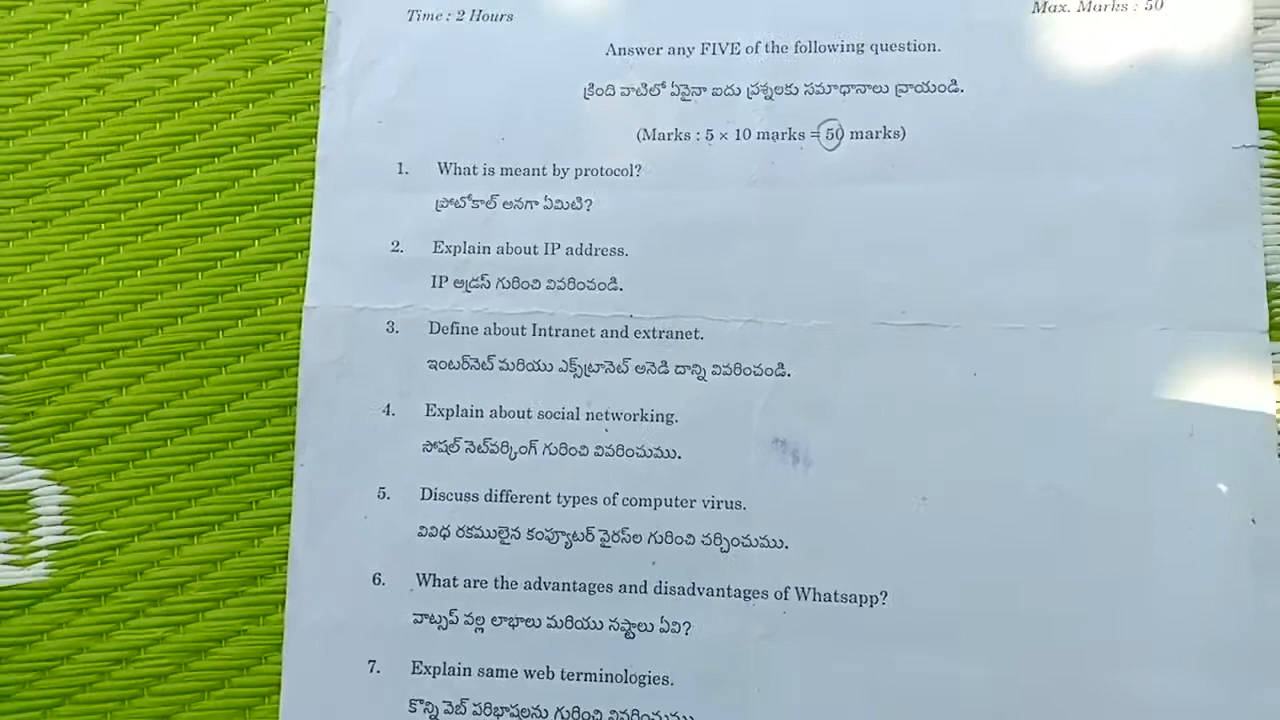 Time : 2 Hours
Max. Marks : 50
Answer any FIVE of the following question.
క్రింది వాటిలో ఏవైనా ఐదు ప్రశ్నలకు సమాధానాలు వ్రాయండి.
(Marks : 5 × 10 marks = 50 marks)
1. What is meant by protocol?
ప్రోటోకాల్ అనగా ఏమిటి?
2. Explain about IP address.
IP అడ్రస్ గురించి వివరించండి.
3. Define about Intranet and extranet.
ఇంటర్‌నెట్ మరియు ఎక్స్‌ట్రానెట్ అనెడి దాన్ని వివరించండి.
4. Explain about social networking.
సోషల్ నెట్‌వర్కింగ్ గురించి వివరించుము.
5. Discuss different types of computer virus.
వివిధ రకములైన కంప్యూటర్ వైరస్‌ల గురించి చర్చించుము.
6. What are the advantages and disadvantages of Whatsapp?
వాట్సప్ వల్ల లాభాలు మరియు నష్టాలు ఏవి?
7. Explain same web terminologies.
కొన్ని వెబ్ పరిభాషలను గురించి వివరించుము